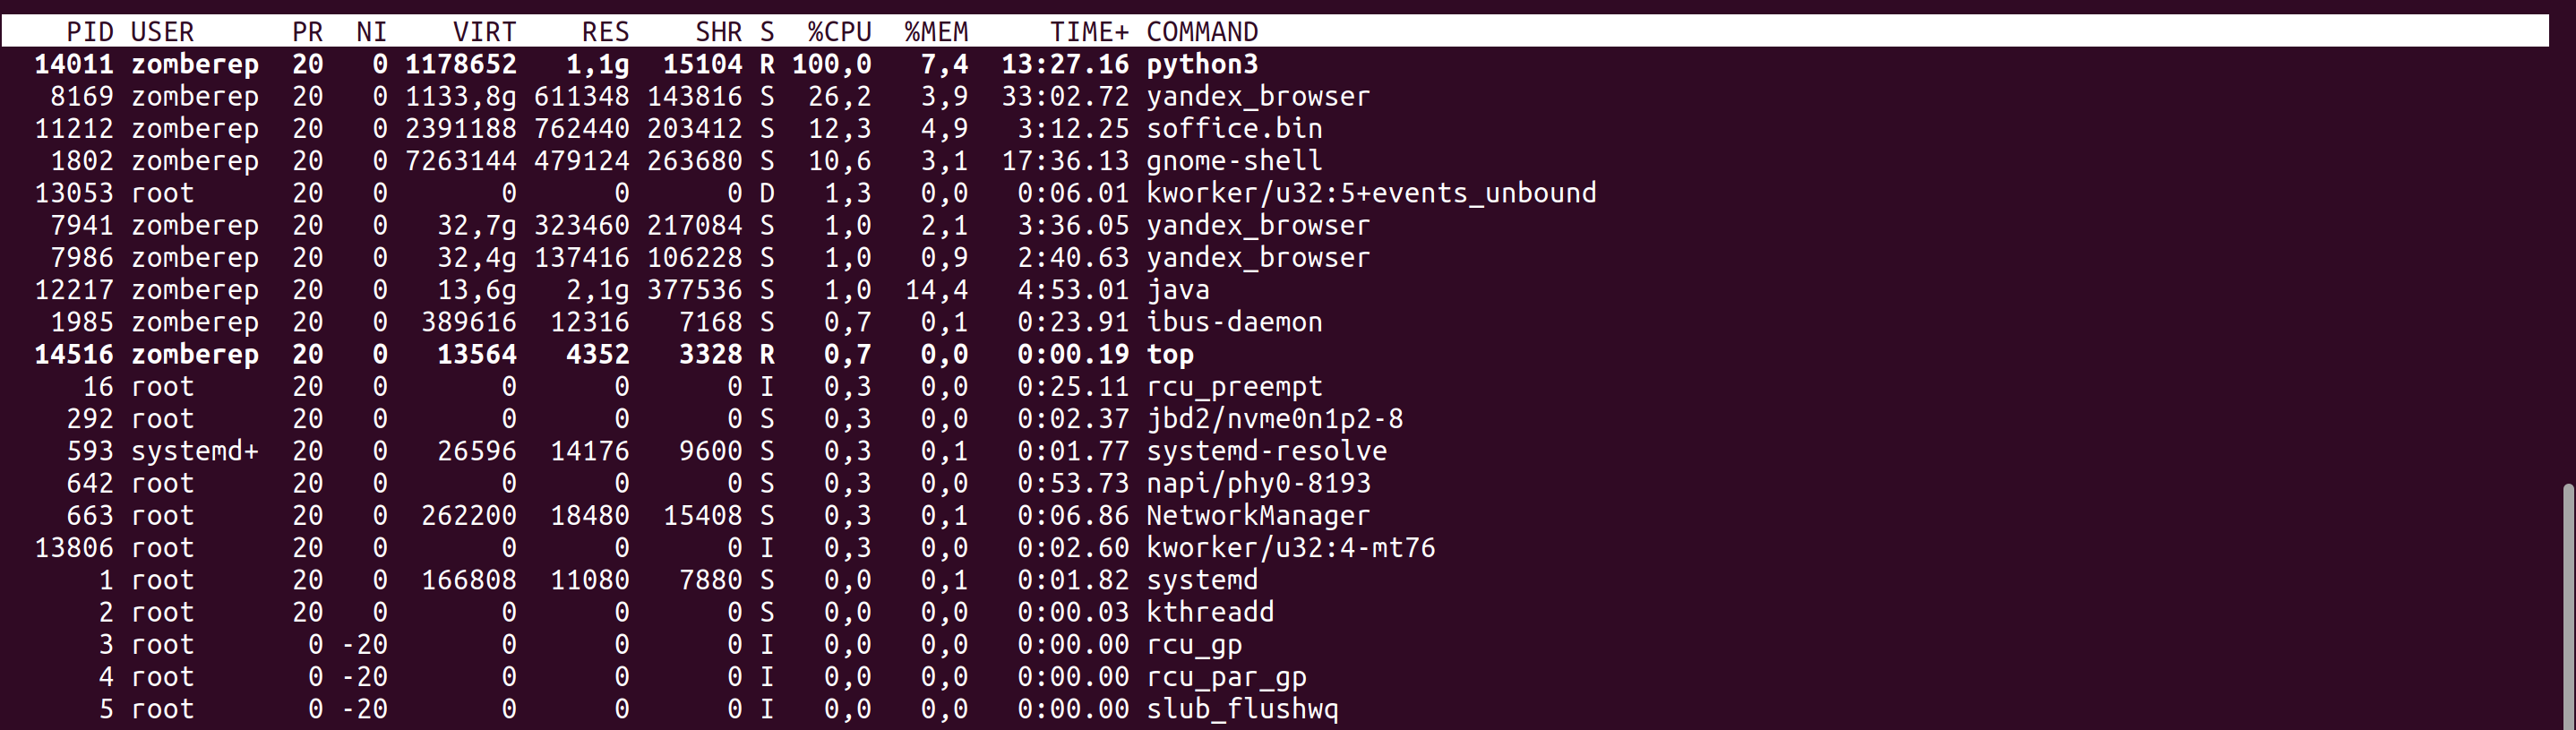 PID USER PR NI VIRT RES SHR S %CPU %MEM TIME+ COMMAND
14011 zomberep 20 0 1178652 1,1g 15104 R 100,0 7,4 13:27.16 python3
8169 zomberep 20 0 1133,8g 611348 143816 S 26,2 3,9 33:02.72 yandex_browser
11212 zomberep 20 0 2391188 762440 203412 S 12,3 4,9 3:12.25 soffice.bin
1802 zomberep 20 0 7263144 479124 263680 S 10,6 3,1 17:36.13 gnome-shell
13053 root 20 0 0 0 0 D 1,3 0,0 0:06.01 kworker/u32:5+events_unbound
7941 zomberep 20 0 32,7g 323460 217084 S 1,0 2,1 3:36.05 yandex_browser
7986 zomberep 20 0 32,4g 137416 106228 S 1,0 0,9 2:40.63 yandex_browser
12217 zomberep 20 0 13,6g 2,1g 377536 S 1,0 14,4 4:53.01 java
1985 zomberep 20 0 389616 12316 7168 S 0,7 0,1 0:23.91 ibus-daemon
14516 zomberep 20 0 13564 4352 3328 R 0,7 0,0 0:00.19 top
16 root 20 0 0 0 0 I 0,3 0,0 0:25.11 rcu_preempt
292 root 20 0 0 0 0 S 0,3 0,0 0:02.37 jbd2/nvme0n1p2-8
593 systemd+ 20 0 26596 14176 9600 S 0,3 0,1 0:01.77 systemd-resolve
642 root 20 0 0 0 0 S 0,3 0,0 0:53.73 napi/phy0-8193
663 root 20 0 262200 18480 15408 S 0,3 0,1 0:06.86 NetworkManager
13806 root 20 0 0 0 0 I 0,3 0,0 0:02.60 kworker/u32:4-mt76
1 root 20 0 166808 11080 7880 S 0,0 0,1 0:01.82 systemd
2 root 20 0 0 0 0 S 0,0 0,0 0:00.03 kthreadd
3 root 0 -20 0 0 0 I 0,0 0,0 0:00.00 rcu_gp
4 root 0 -20 0 0 0 I 0,0 0,0 0:00.00 rcu_par_gp
5 root 0 -20 0 0 0 I 0,0 0,0 0:00.00 slub_flushwq